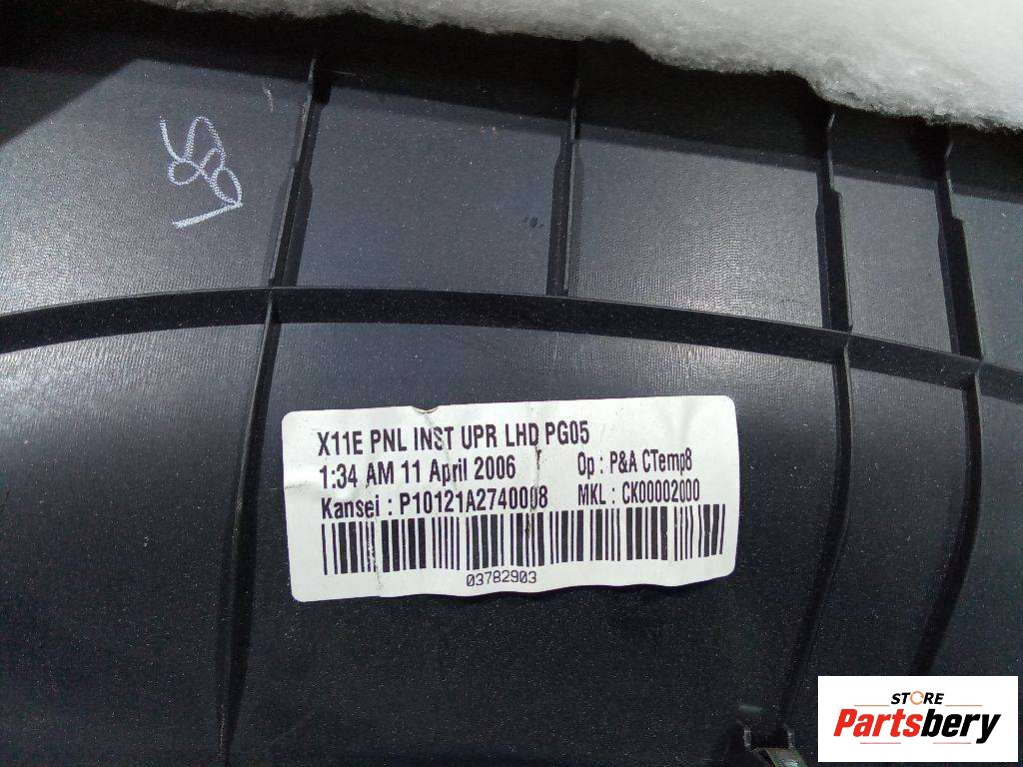 X11E PNL INST UPR LHD PG05
1:34 AM 11 April 2006 Op : P&A CTemp8
Kansei : P10121A2740008 MKL : CK00002000
03782903
STORE
Partsbery